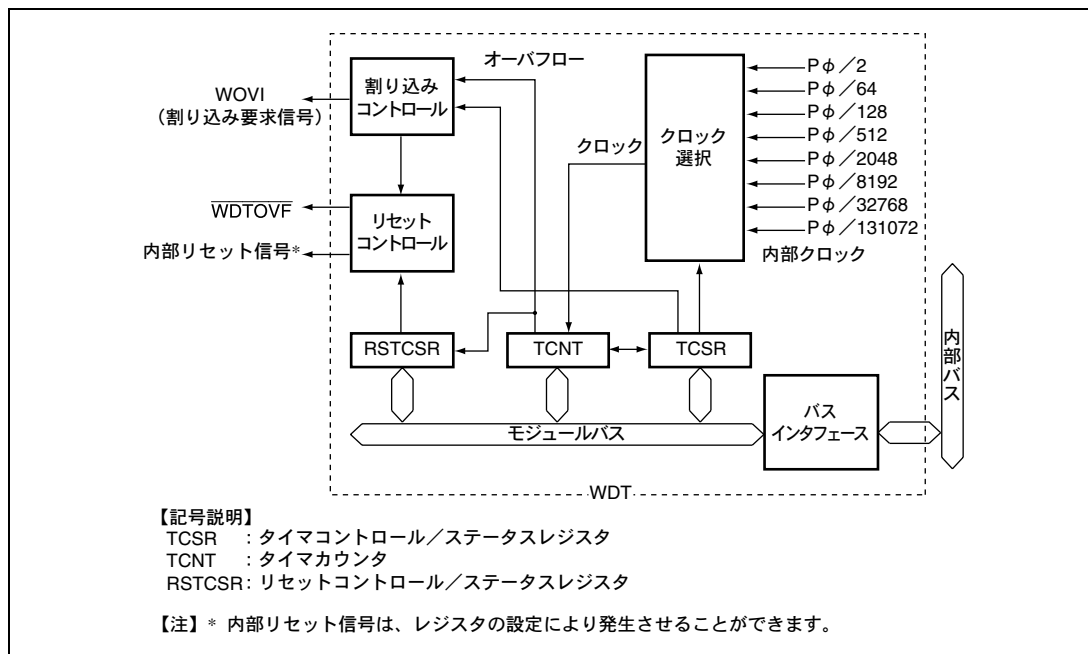 オーバフロー
割り込み
コントロール
WOVI
（割り込み要求信号）
リセット
コントロール
WDTOVF
内部リセット信号*
クロック
クロック
選択
Pφ／2
Pφ／64
Pφ／128
Pφ／512
Pφ／2048
Pφ／8192
Pφ／32768
Pφ／131072
内部クロック
RSTCSR
TCNT
TCSR
モジュールバス
バス
インタフェース
内部バス
WDT
【記号説明】
TCSR ：タイマコントロール／ステータスレジスタ
TCNT ：タイマカウンタ
RSTCSR：リセットコントロール／ステータスレジスタ
【注】* 内部リセット信号は、レジスタの設定により発生させることができます。